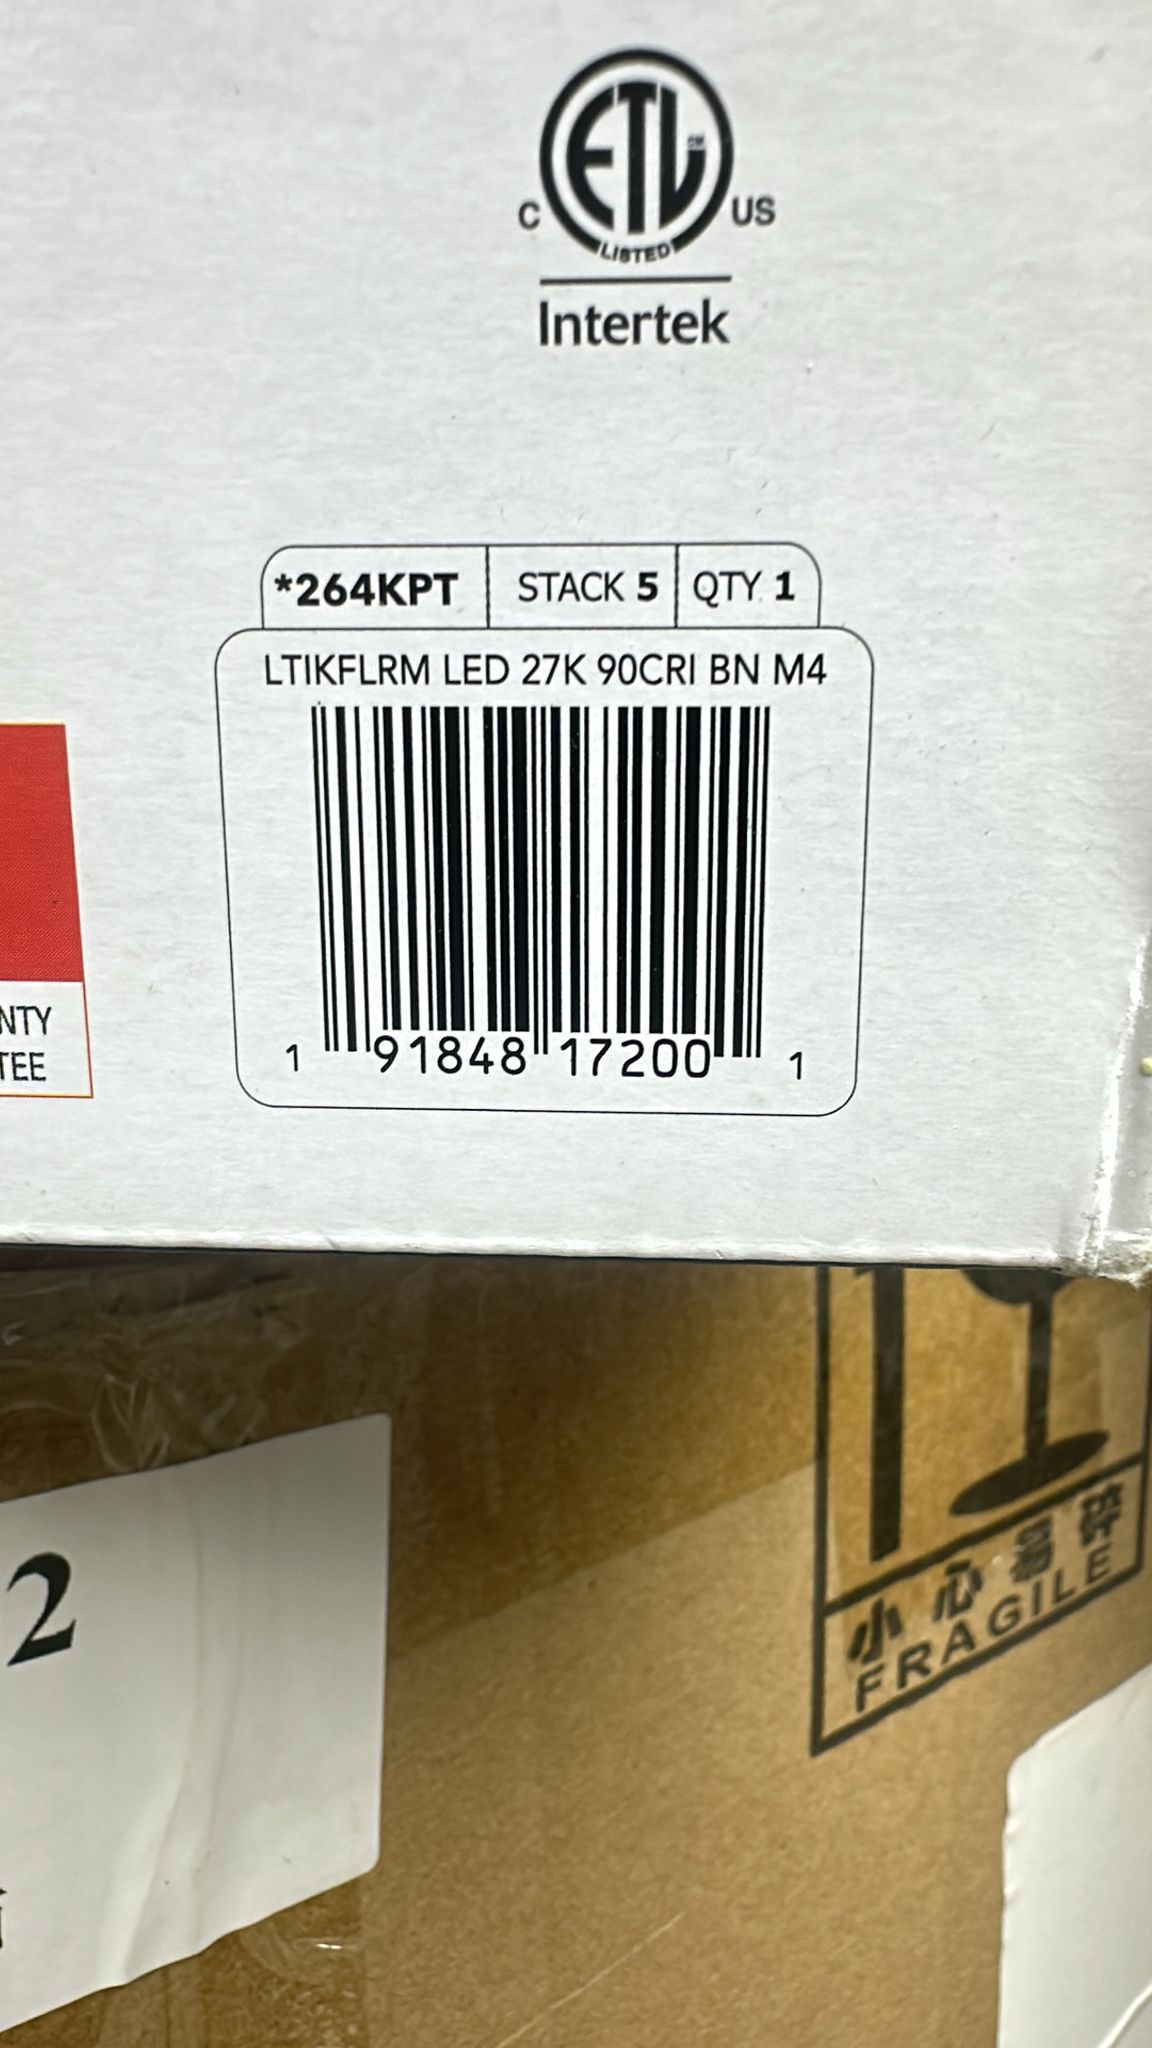 ETL CM
C US
LISTED
Intertek
*264KPT STACK 5 QTY 1
LTIKFLRM LED 27K 90CRI BN M4
1 91848 17200 1
NTY
TEE
2
小心易碎
FRAGILE